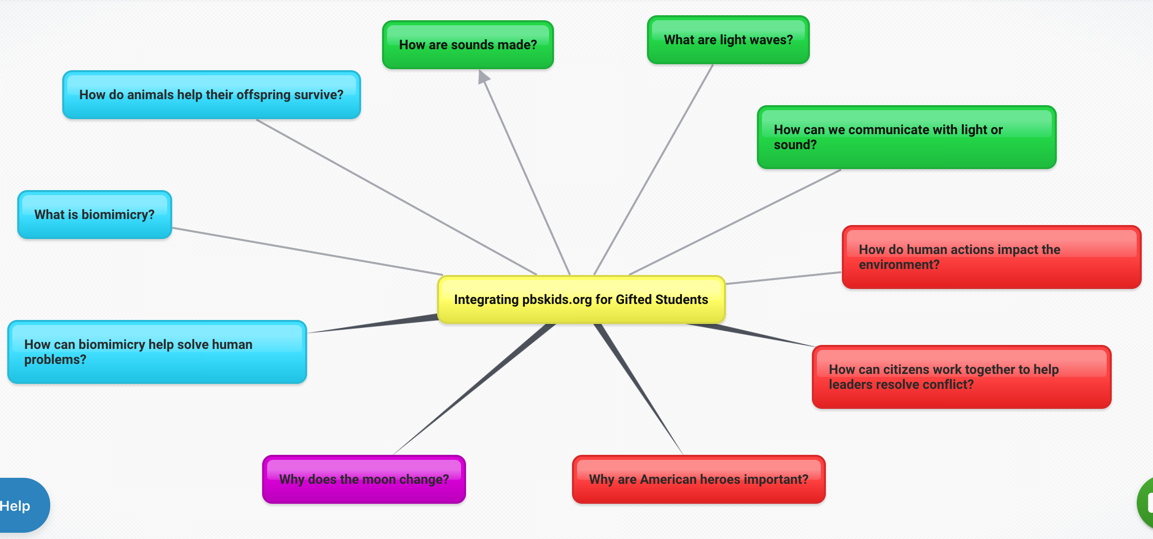 What are light waves?
How are sounds made?
How do animals help their offspring survive?
How can we communicate with light or
sound?
What is biomimicry?
How do human actions impact the
environment?
Integrating pbskids.org for Gifted Students
How can biomimicry help solve human
problems?
How can citizens work together to help
leaders resolve conflict?
Why does the moon change?
Why are American heroes important?
Help